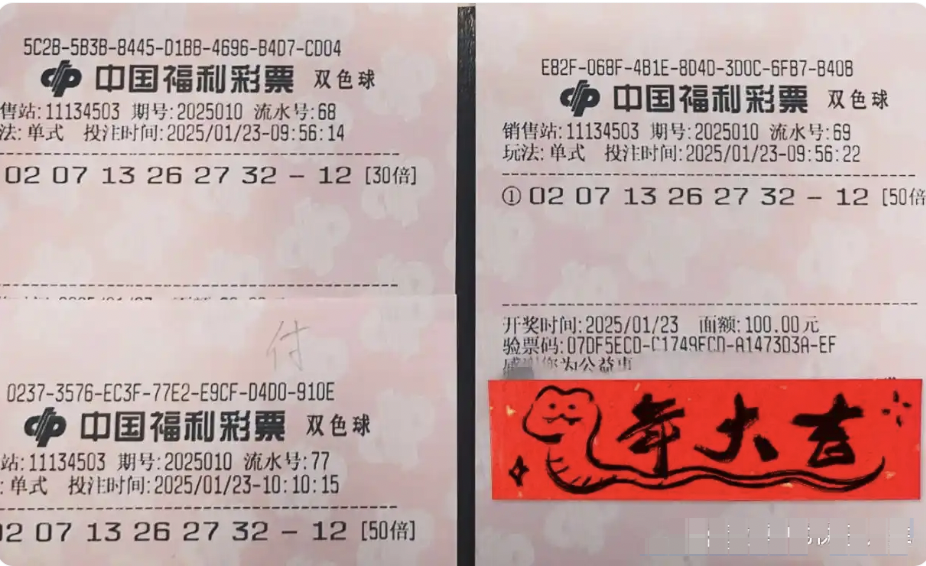 5C2B-5B3B-8445-D1BB-4696-B4D7-CD04
中国福利彩票 双色球
售站:11134503 期号:2025010 流水号:68
法:单式 投注时间:2025/01/23-09:56:14
02 07 13 26 27 32 - 12 [30倍]
付
0237-3576-EC3F-77E2-E9CF-D4D0-910E
中国福利彩票 双色球
站:11134503 期号:2025010 流水号:77
:单式 投注时间:2025/01/23-10:10:15
02 07 13 26 27 32 - 12 [50倍]
E82F-068F-4B1E-8D4D-3D0C-6FB7-B40B
中国福利彩票 双色球
销售站:11134503 期号:2025010 流水号:69
玩法:单式 投注时间:2025/01/23-09:56:22
① 02 07 13 26 27 32 - 12 [50倍
开奖时间:2025/01/23 面额:100.00元
验票码:07DF5ECD-C1749FCD-A1473D3A-EF
感谢您为公益事
年大吉